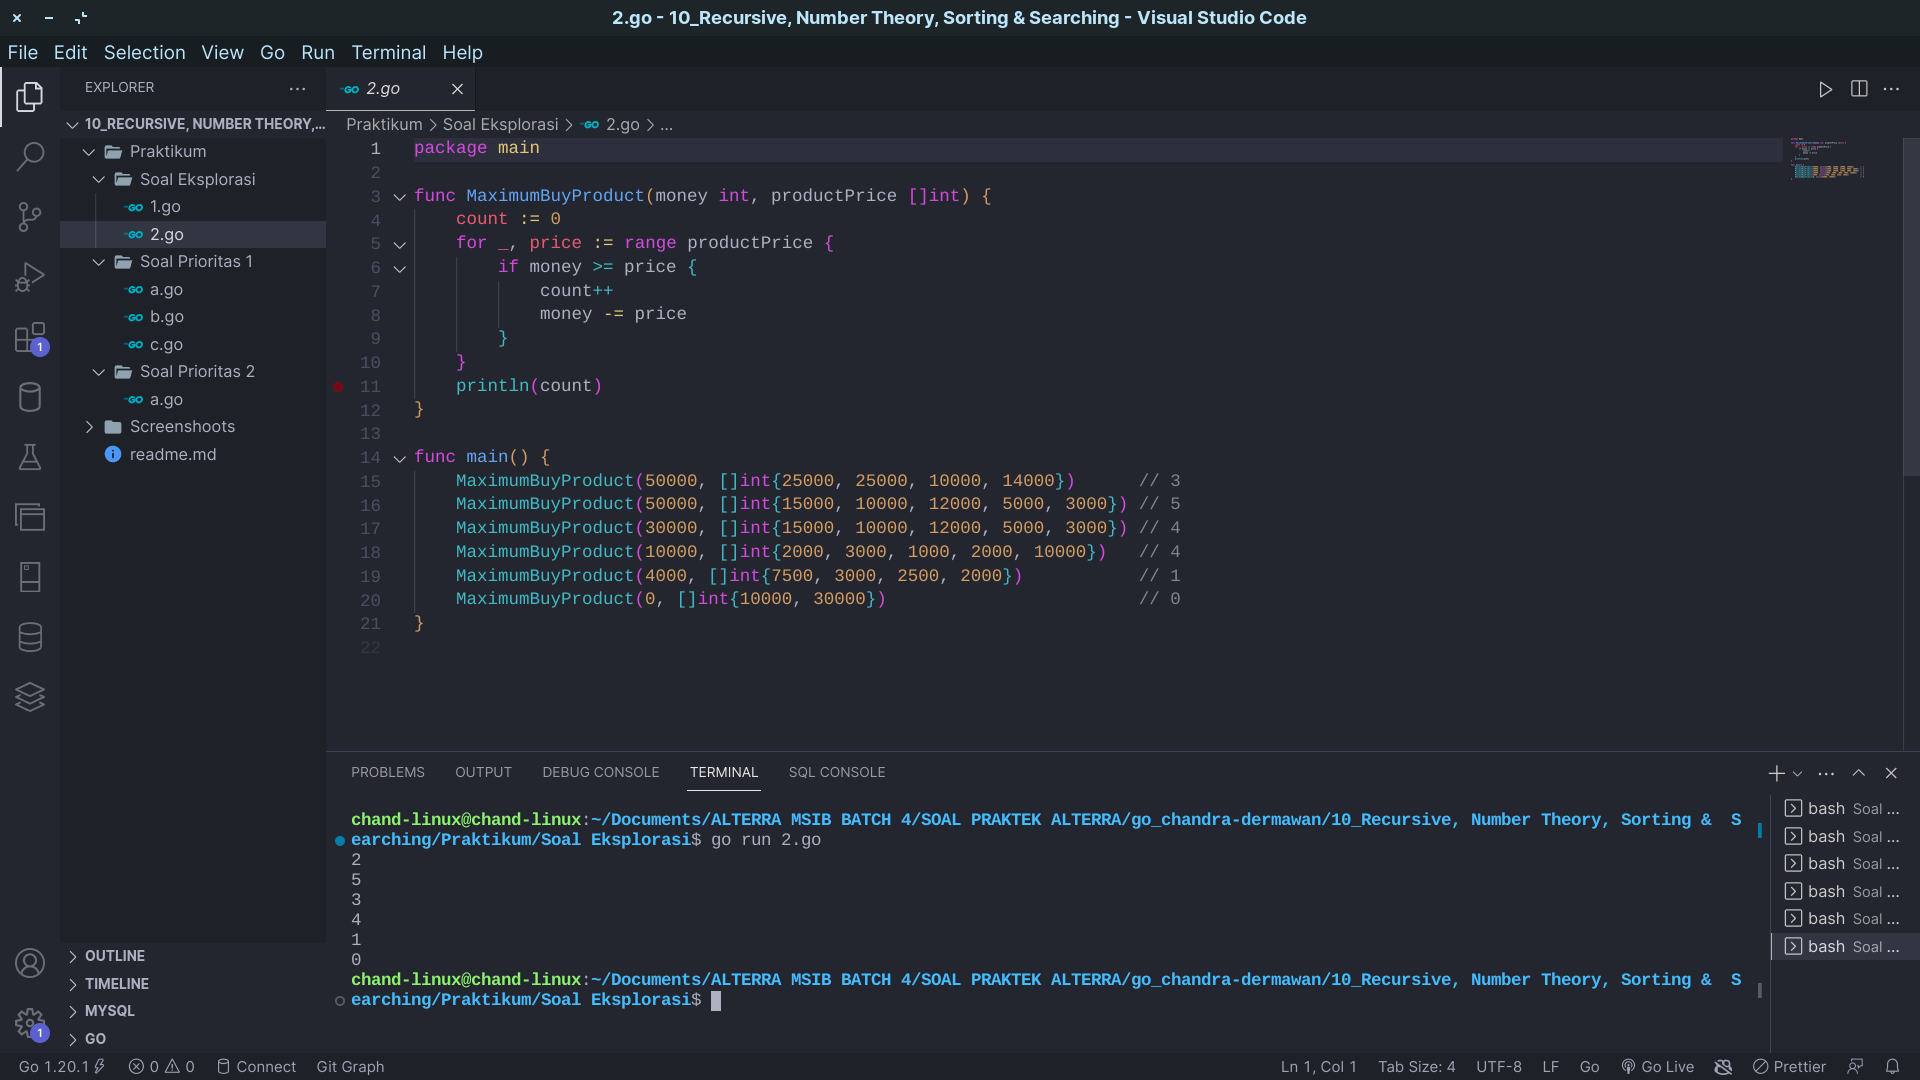 2.go - 10_Recursive, Number Theory, Sorting & Searching - Visual Studio Code
File Edit Selection View Go Run Terminal Help
EXPLORER
10_RECURSIVE, NUMBER THEORY,...
Praktikum
Soal Eksplorasi
1.go
2.go
Soal Prioritas 1
a.go
b.go
c.go
Soal Prioritas 2
a.go
Screenshoots
readme.md
OUTLINE
TIMELINE
MYSQL
GO
1
1
2.go
Praktikum > Soal Eksplorasi > 2.go > ...
1 package main
2
3 func MaximumBuyProduct(money int, productPrice []int) {
4     count := 0
5     for _, price := range productPrice {
6         if money >= price {
7             count++
8             money -= price
9         }
10     }
11     println(count)
12 }
13
14 func main() {
15     MaximumBuyProduct(50000, []int{25000, 25000, 10000, 14000})      // 3
16     MaximumBuyProduct(50000, []int{15000, 10000, 12000, 5000, 3000}) // 5
17     MaximumBuyProduct(30000, []int{15000, 10000, 12000, 5000, 3000}) // 4
18     MaximumBuyProduct(10000, []int{2000, 3000, 1000, 2000, 10000})   // 4
19     MaximumBuyProduct(4000, []int{7500, 3000, 2500, 2000})           // 1
20     MaximumBuyProduct(0, []int{10000, 30000})                        // 0
21 }
22
PROBLEMS OUTPUT DEBUG CONSOLE TERMINAL SQL CONSOLE
chand-linux@chand-linux:~/Documents/ALTERRA MSIB BATCH 4/SOAL PRAKTEK ALTERRA/go_chandra-dermawan/10_Recursive, Number Theory, Sorting &  S
earching/Praktikum/Soal Eksplorasi$ go run 2.go
2
5
3
4
1
0
chand-linux@chand-linux:~/Documents/ALTERRA MSIB BATCH 4/SOAL PRAKTEK ALTERRA/go_chandra-dermawan/10_Recursive, Number Theory, Sorting &  S
earching/Praktikum/Soal Eksplorasi$
bash Soal ...
bash Soal ...
bash Soal ...
bash Soal ...
bash Soal ...
bash Soal ...
Go 1.20.1 0 0 Connect Git Graph Ln 1, Col 1 Tab Size: 4 UTF-8 LF Go Go Live Prettier